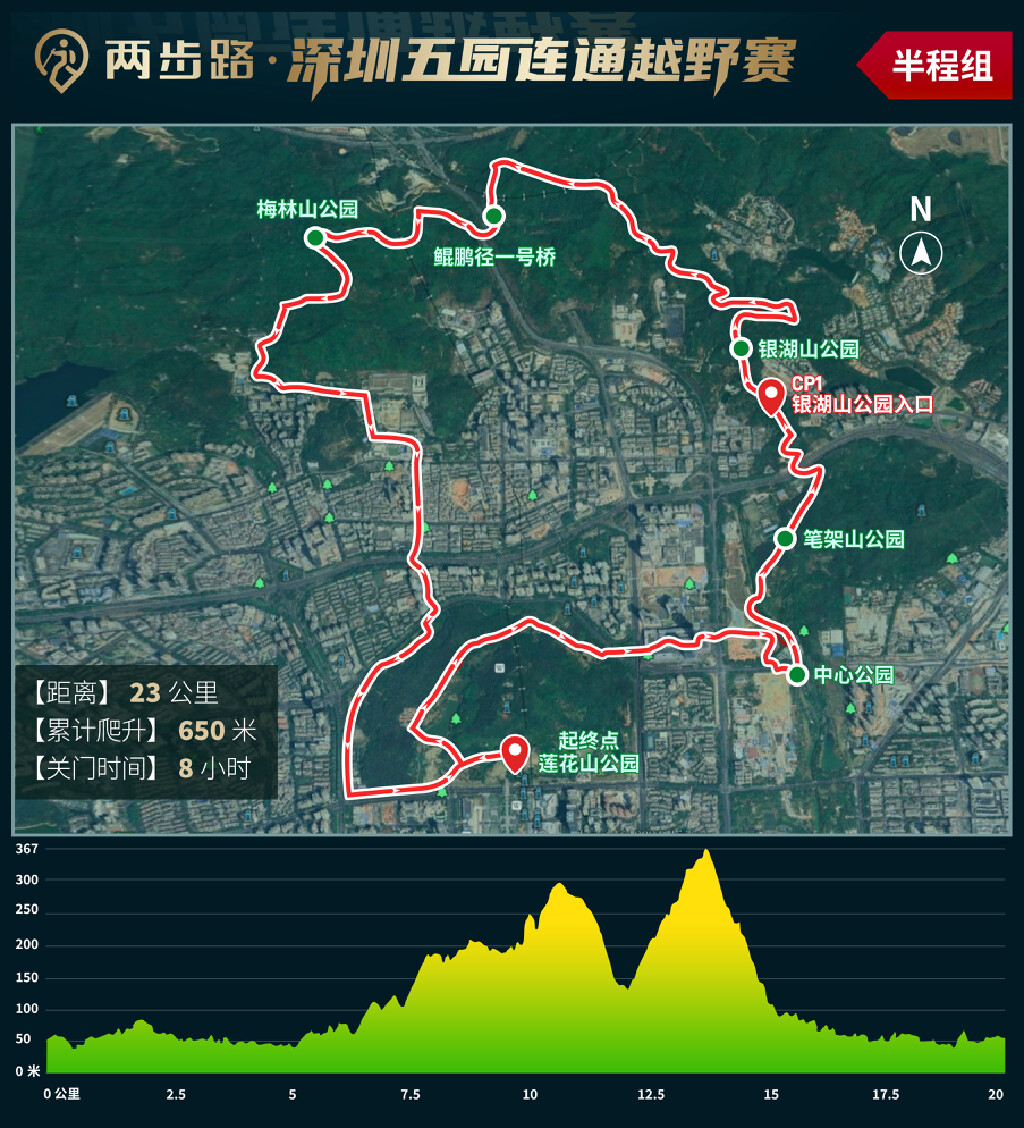 两步路·深圳五园连通越野赛
半程组
梅林山公园
N
鲲鹏径一号桥
银湖山公园
CP1
银湖山公园入口
笔架山公园
中心公园
【距离】 23 公里
【累计爬升】 650 米
【关门时间】 8 小时
起终点
莲花山公园
367
300
250
200
150
100
50
0 米
0 公里 2.5 5 7.5 10 12.5 15 17.5 20